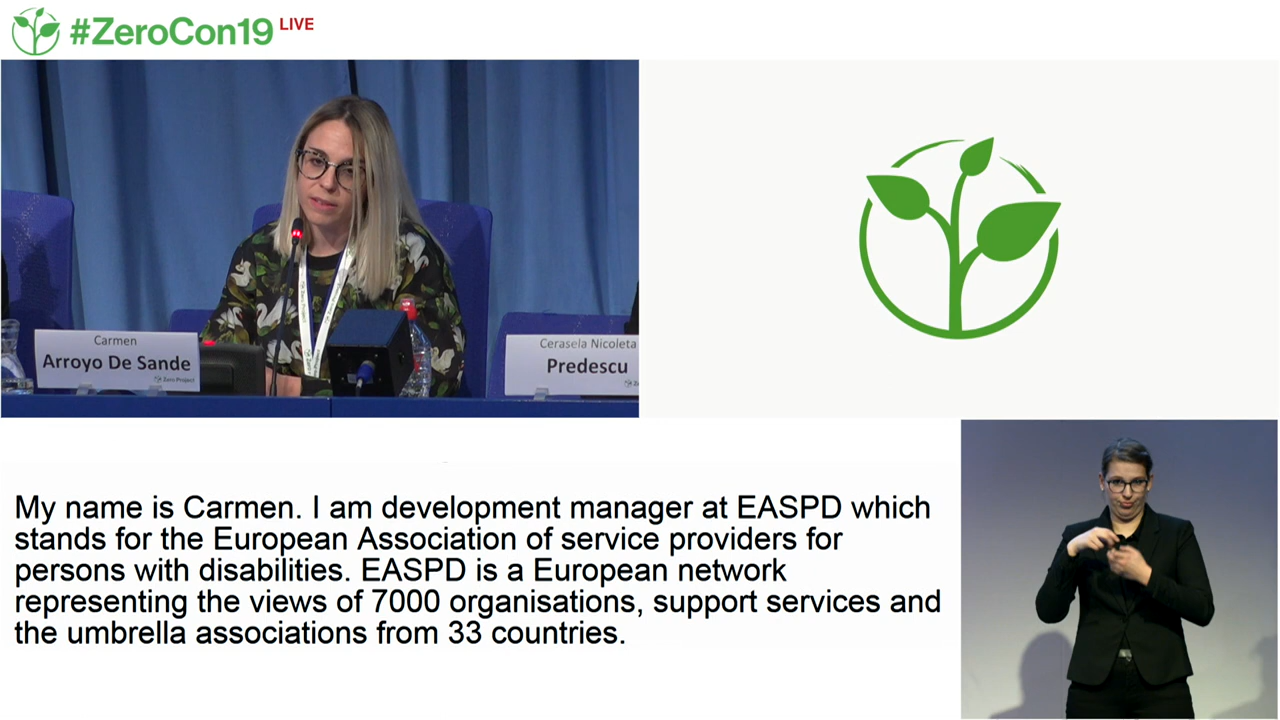 #ZeroCon19 LIVE
Carmen
Arroyo De Sande
Zero Project
Cerasela Nicoleta
Predescu
My name is Carmen. I am development manager at EASPD which
stands for the European Association of service providers for
persons with disabilities. EASPD is a European network
representing the views of 7000 organisations, support services and
the umbrella associations from 33 countries.